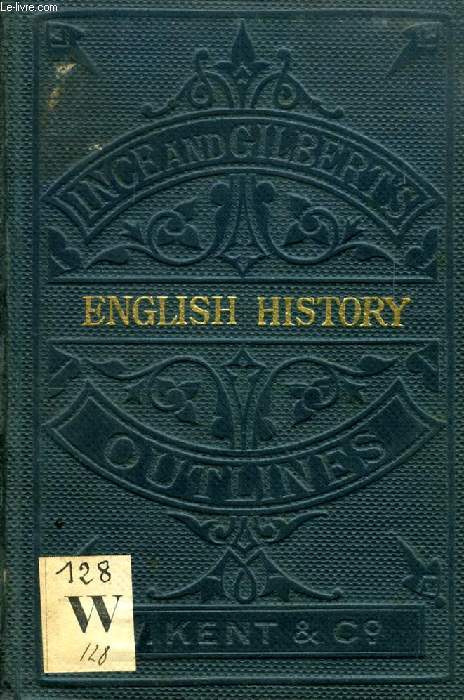 Le-livre.com
INCE AND GILBERT'S
ENGLISH HISTORY
OUTLINES
128
W
128
KENT & Co